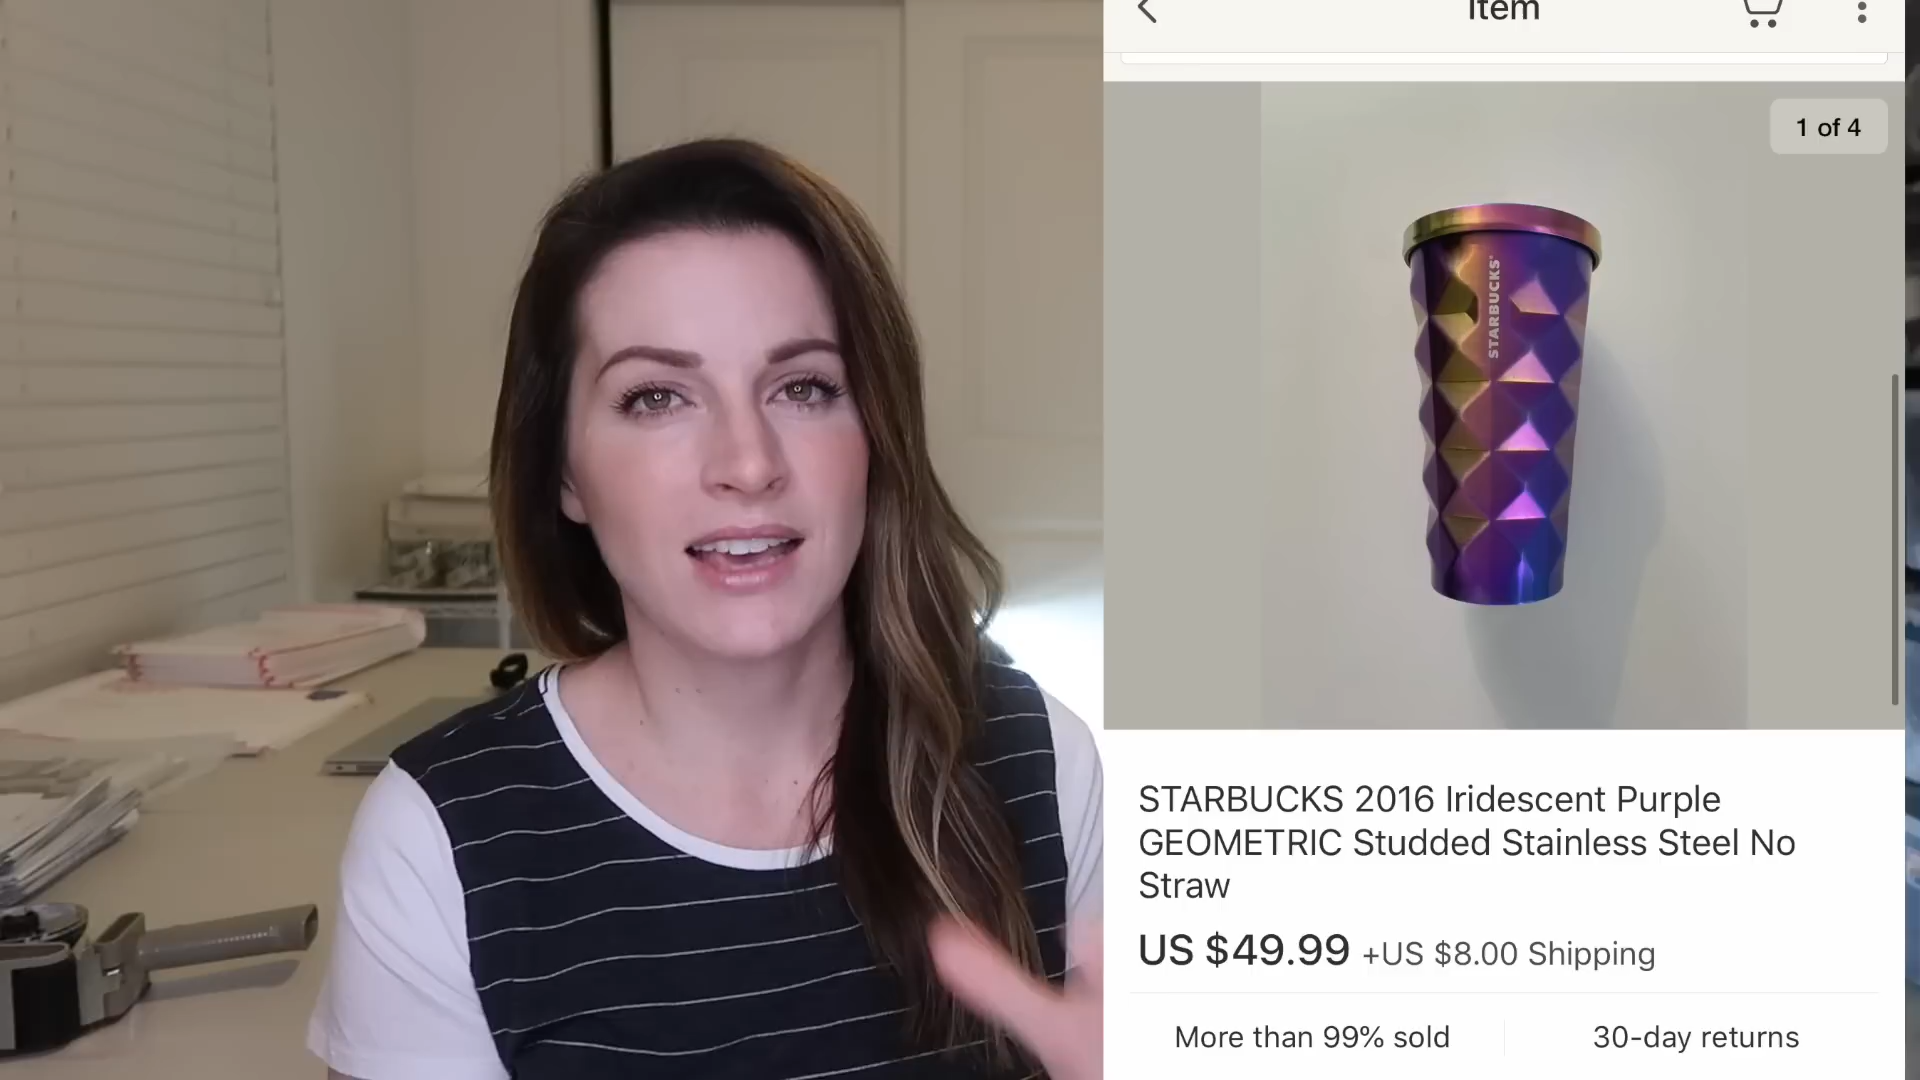 Item
1 of 4
STARBUCKS
STARBUCKS 2016 Iridescent Purple
GEOMETRIC Studded Stainless Steel No
Straw
US $49.99 +US $8.00 Shipping
More than 99% sold
30-day returns